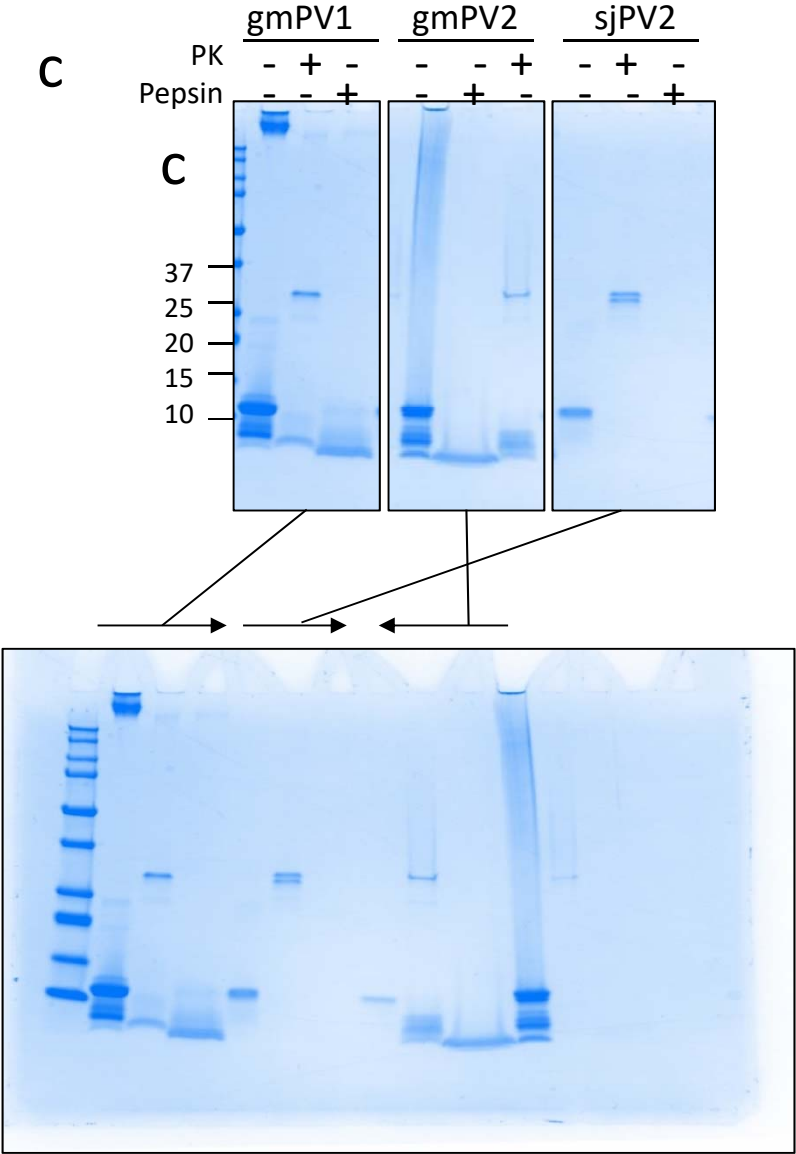 gmPV1 gmPV2 sjPV2
PK - + - - - + - + -
C
Pepsin - - + - + - - - +
C
37
25
20
15
10